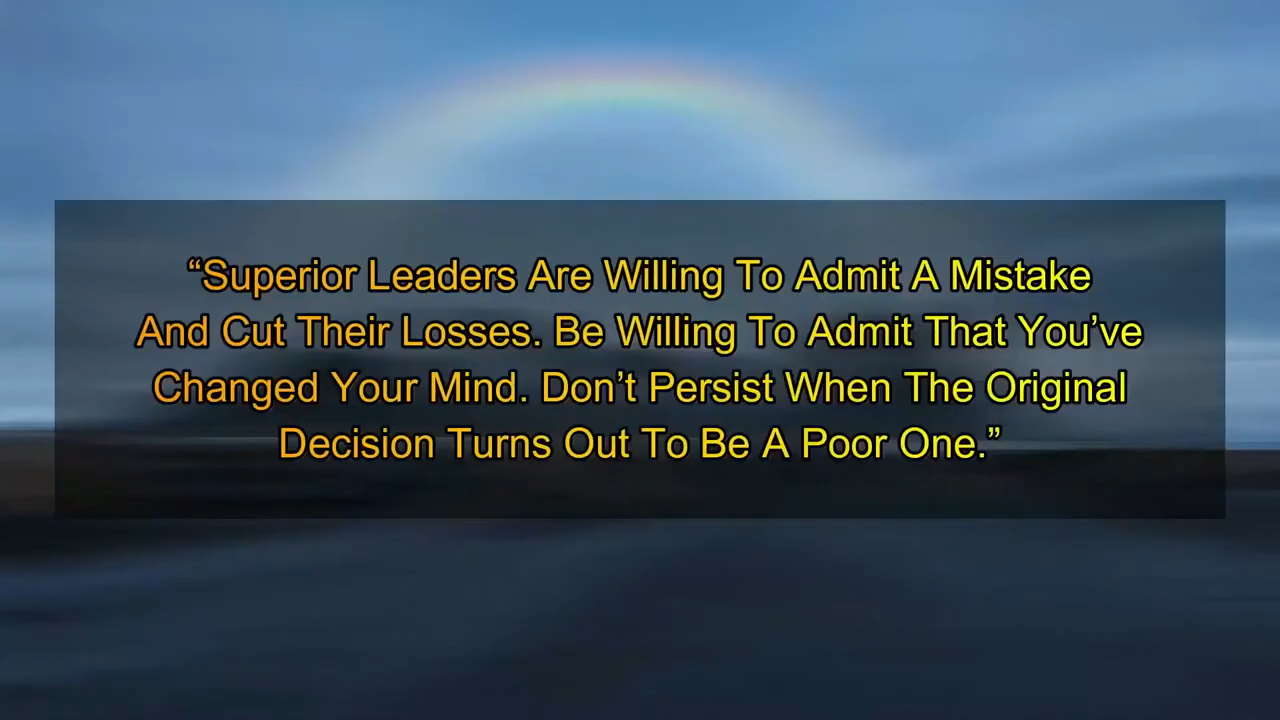 “Superior Leaders Are Willing To Admit A Mistake
And Cut Their Losses. Be Willing To Admit That You’ve
Changed Your Mind. Don’t Persist When The Original
Decision Turns Out To Be A Poor One.”